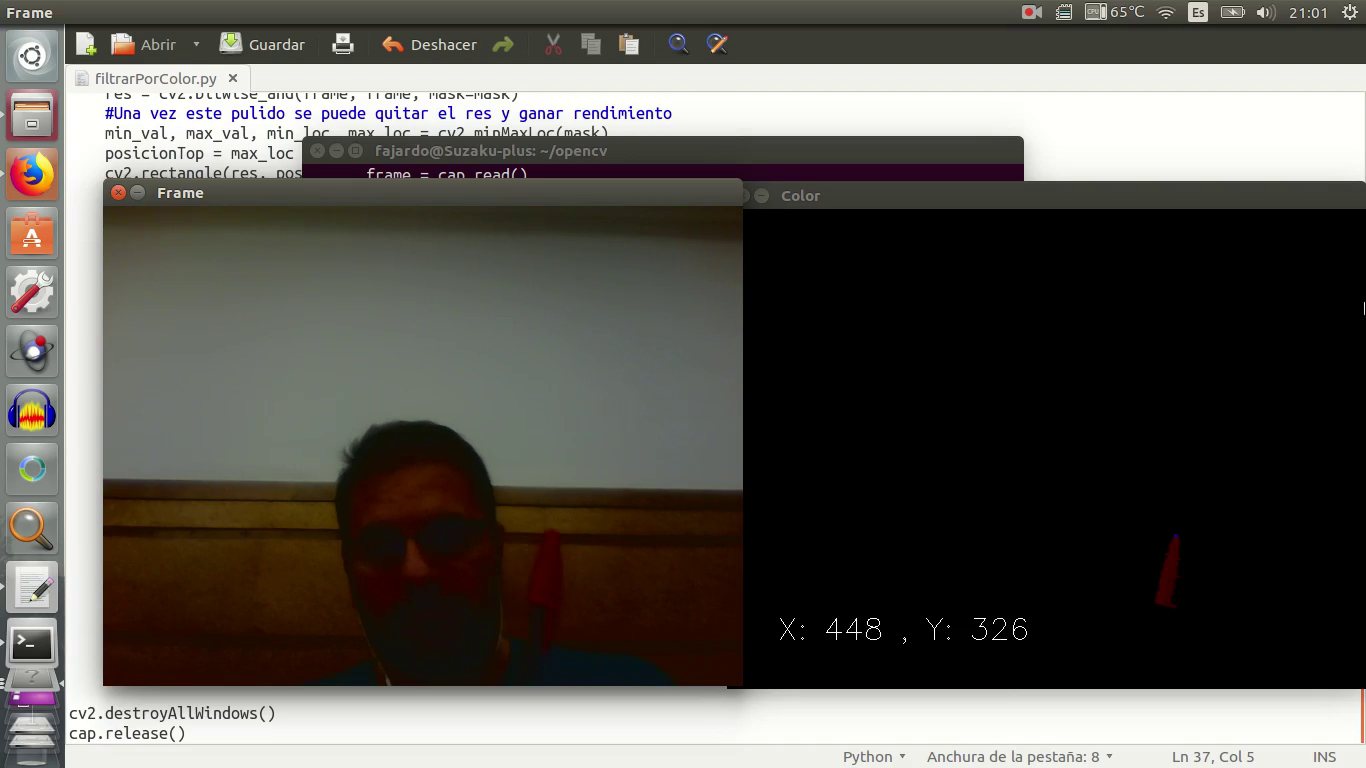 Frame
65°C
Es
21:01
Abrir
Guardar
Deshacer
filtrarPorColor.py
res = cv2.bitwise_and(frame, frame, mask=mask)
#Una vez este pulido se puede quitar el res y ganar rendimiento
min_val, max_val, min_loc, max_loc = cv2.minMaxLoc(mask)
posicionTop = max_loc
cv2.rectangle(res, pos
fajardo@Suzaku-plus: ~/opencv
frame = cap.read()
Frame
Color
X: 448 , Y: 326
cv2.destroyAllWindows()
cap.release()
Python
Anchura de la pestaña: 8
Ln 37, Col 5
INS